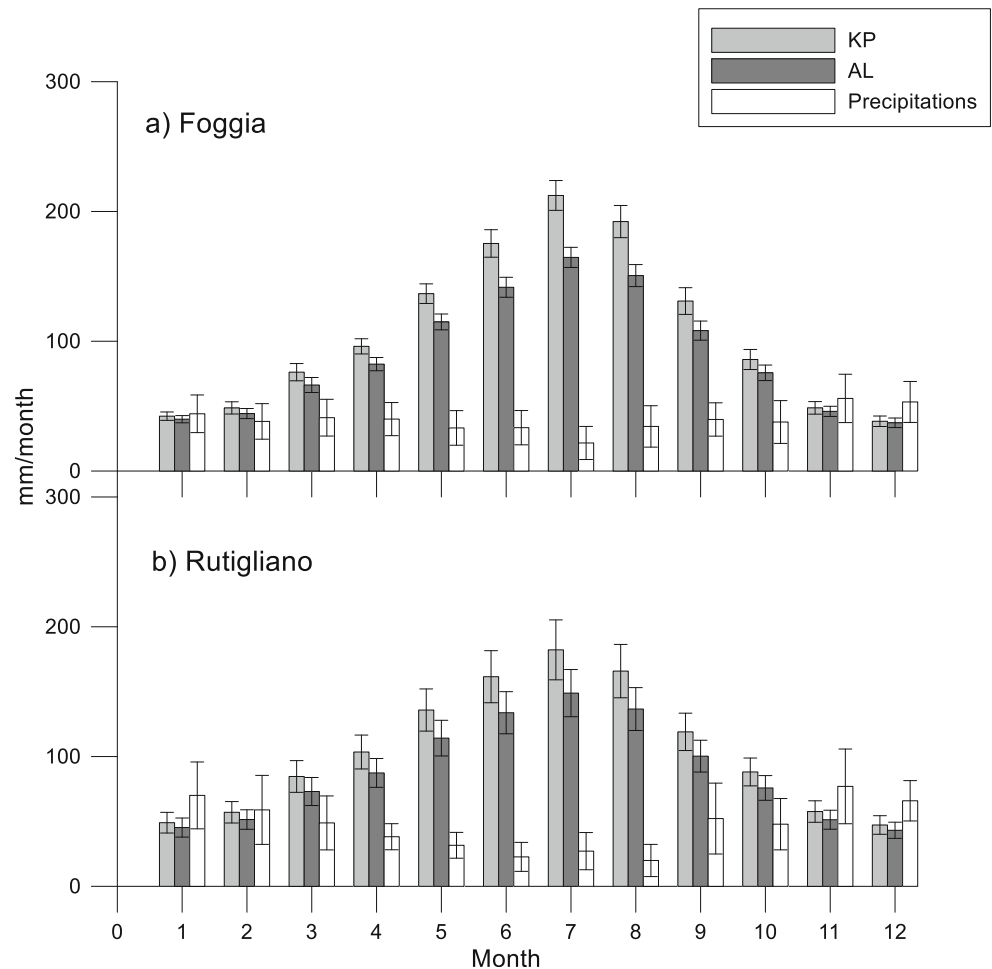 KP
AL
Precipitations
300
a) Foggia
200
100
0
mm/month
300
b) Rutigliano
200
100
0
0 1 2 3 4 5 6 7 8 9 10 11 12
Month